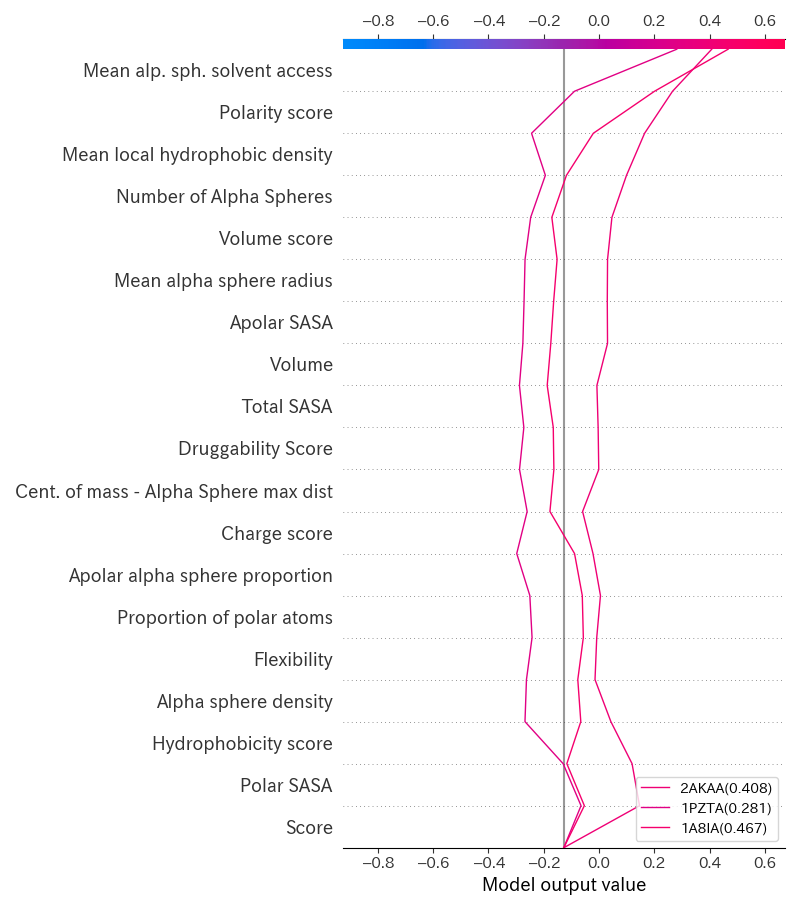 −0.8 −0.6 −0.4 −0.2 0.0 0.2 0.4 0.6
Mean alp. sph. solvent access
Polarity score
Mean local hydrophobic density
Number of Alpha Spheres
Volume score
Mean alpha sphere radius
Apolar SASA
Volume
Total SASA
Druggability Score
Cent. of mass - Alpha Sphere max dist
Charge score
Apolar alpha sphere proportion
Proportion of polar atoms
Flexibility
Alpha sphere density
Hydrophobicity score
Polar SASA
Score
2AKAA(0.408)
1PZTA(0.281)
1A8IA(0.467)
−0.8 −0.6 −0.4 −0.2 0.0 0.2 0.4 0.6
Model output value